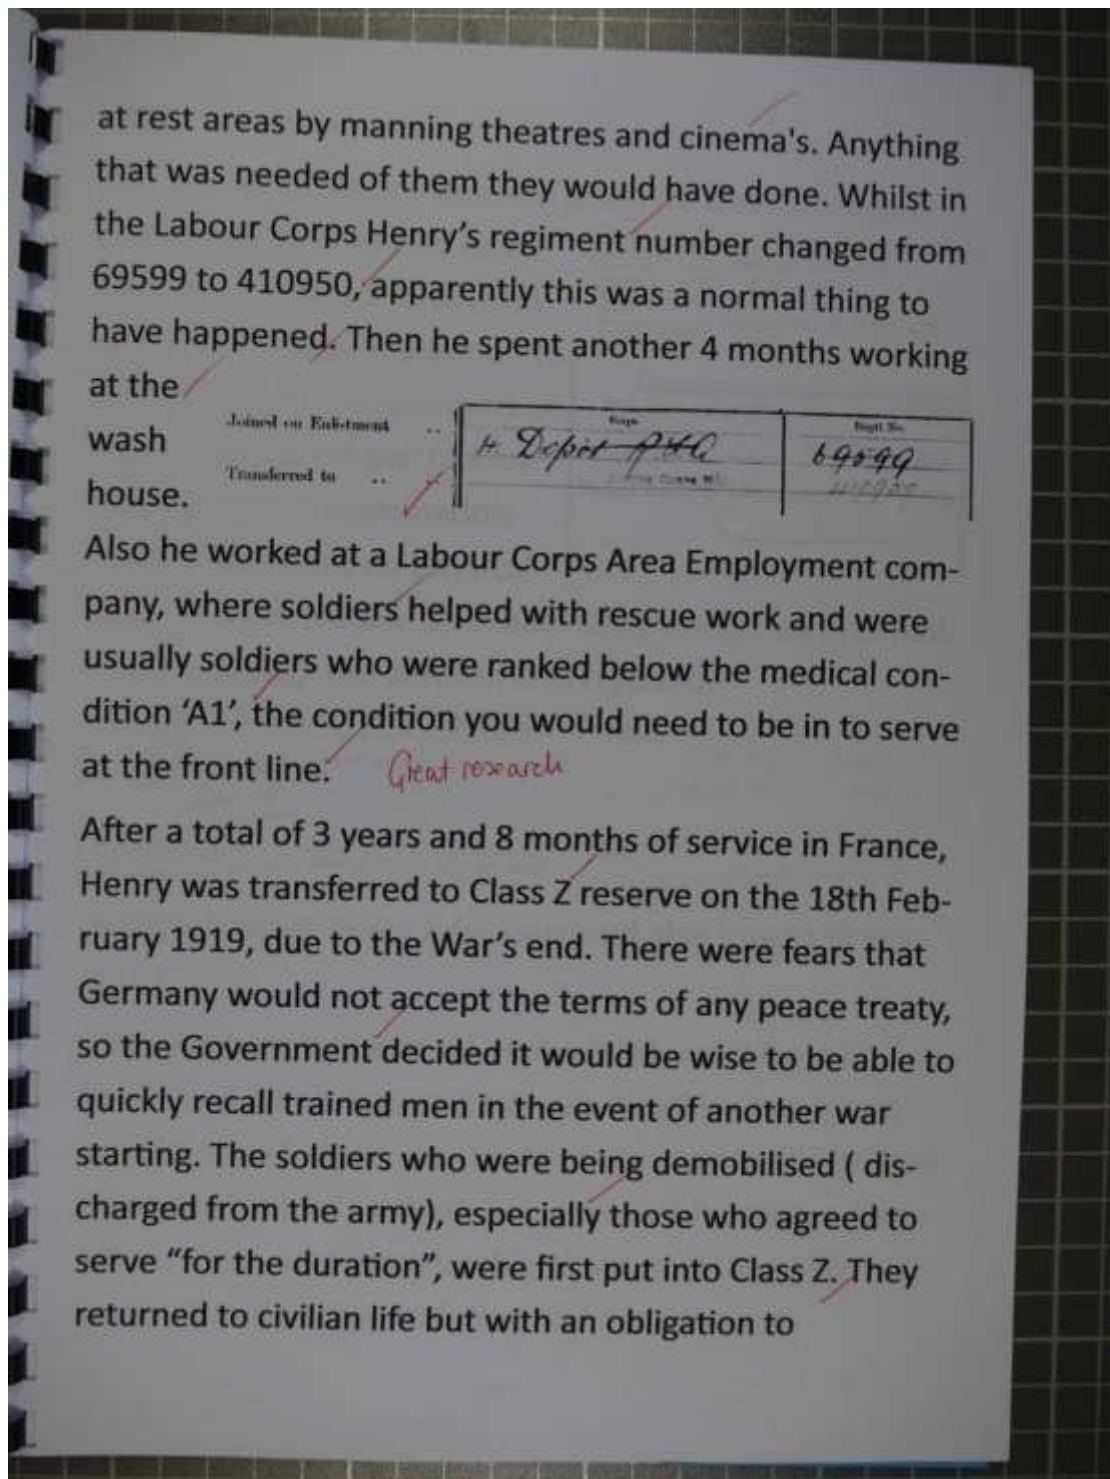 at rest areas by manning theatres and cinema's. Anything
that was needed of them they would have done. Whilst in
the Labour Corps Henry's regiment number changed from
69599 to 410950, apparently this was a normal thing to
have happened. Then he spent another 4 months working
at the
wash
house.
Joined on Enlistment ..
Transferred to ..
Corps.
Regtl. No.
H. Depot
69599
Also he worked at a Labour Corps Area Employment com-
pany, where soldiers helped with rescue work and were
usually soldiers who were ranked below the medical con-
dition ‘A1’, the condition you would need to be in to serve
at the front line. Great research
After a total of 3 years and 8 months of service in France,
Henry was transferred to Class Z reserve on the 18th Feb-
ruary 1919, due to the War's end. There were fears that
Germany would not accept the terms of any peace treaty,
so the Government decided it would be wise to be able to
quickly recall trained men in the event of another war
starting. The soldiers who were being demobilised ( dis-
charged from the army), especially those who agreed to
serve “for the duration”, were first put into Class Z. They
returned to civilian life but with an obligation to